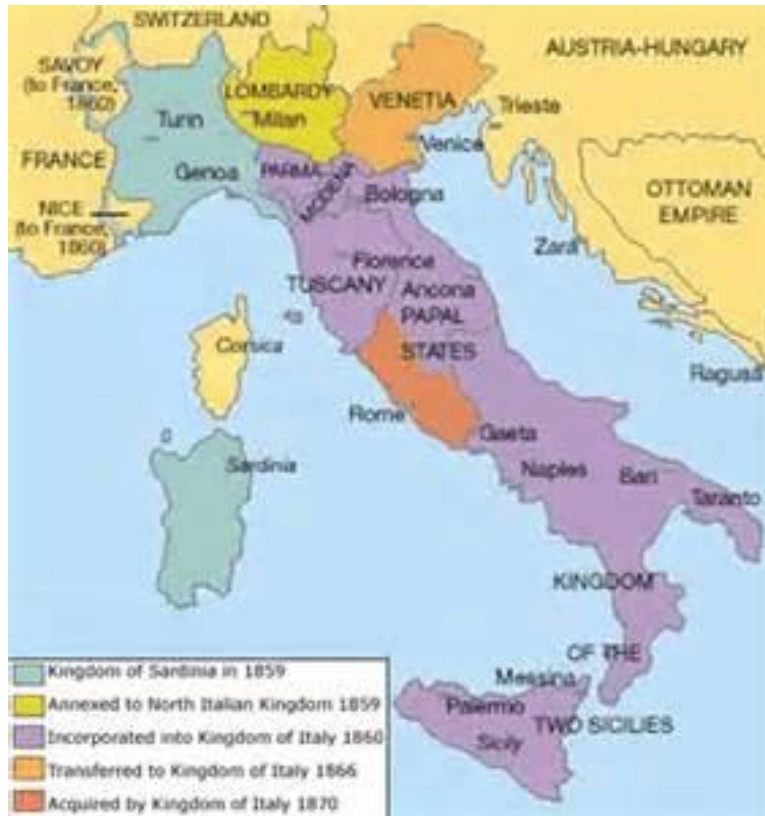 SWITZERLAND
SAVOY
(to France,
1860)
AUSTRIA-HUNGARY
LOMBARDY
VENETIA
Milan
Turin
Trieste
Venice
FRANCE
Genoa
PARMA
MODENA
Bologna
OTTOMAN
EMPIRE
NICE
(to France,
1860)
Zara
Florence
TUSCANY
Ancona
PAPAL
STATES
Corsica
Ragusa
Rome
Gaeta
Sardinia
Naples
Bari
Taranto
KINGDOM
OF THE
Messina
Palermo
TWO SICILIES
Sicily
Kingdom of Sardinia in 1859
Annexed to North Italian Kingdom 1859
Incorporated into Kingdom of Italy 1860
Transferred to Kingdom of Italy 1866
Acquired by Kingdom of Italy 1870